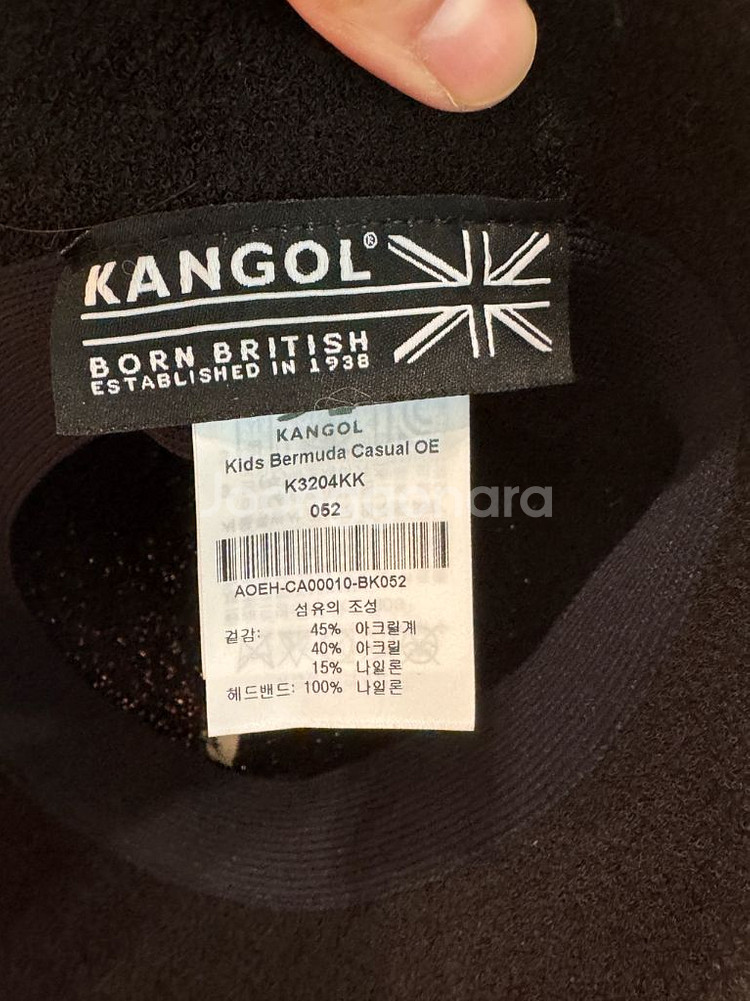 KANGOL®
BORN BRITISH
ESTABLISHED IN 1938
KANGOL
Kids Bermuda Casual OE
K3204KK
052
Joonggonara
AOEH-CA00010-BK052
섬유의 조성
겉감: 45% 아크릴계
40% 아크릴
15% 나일론
헤드밴드: 100% 나일론